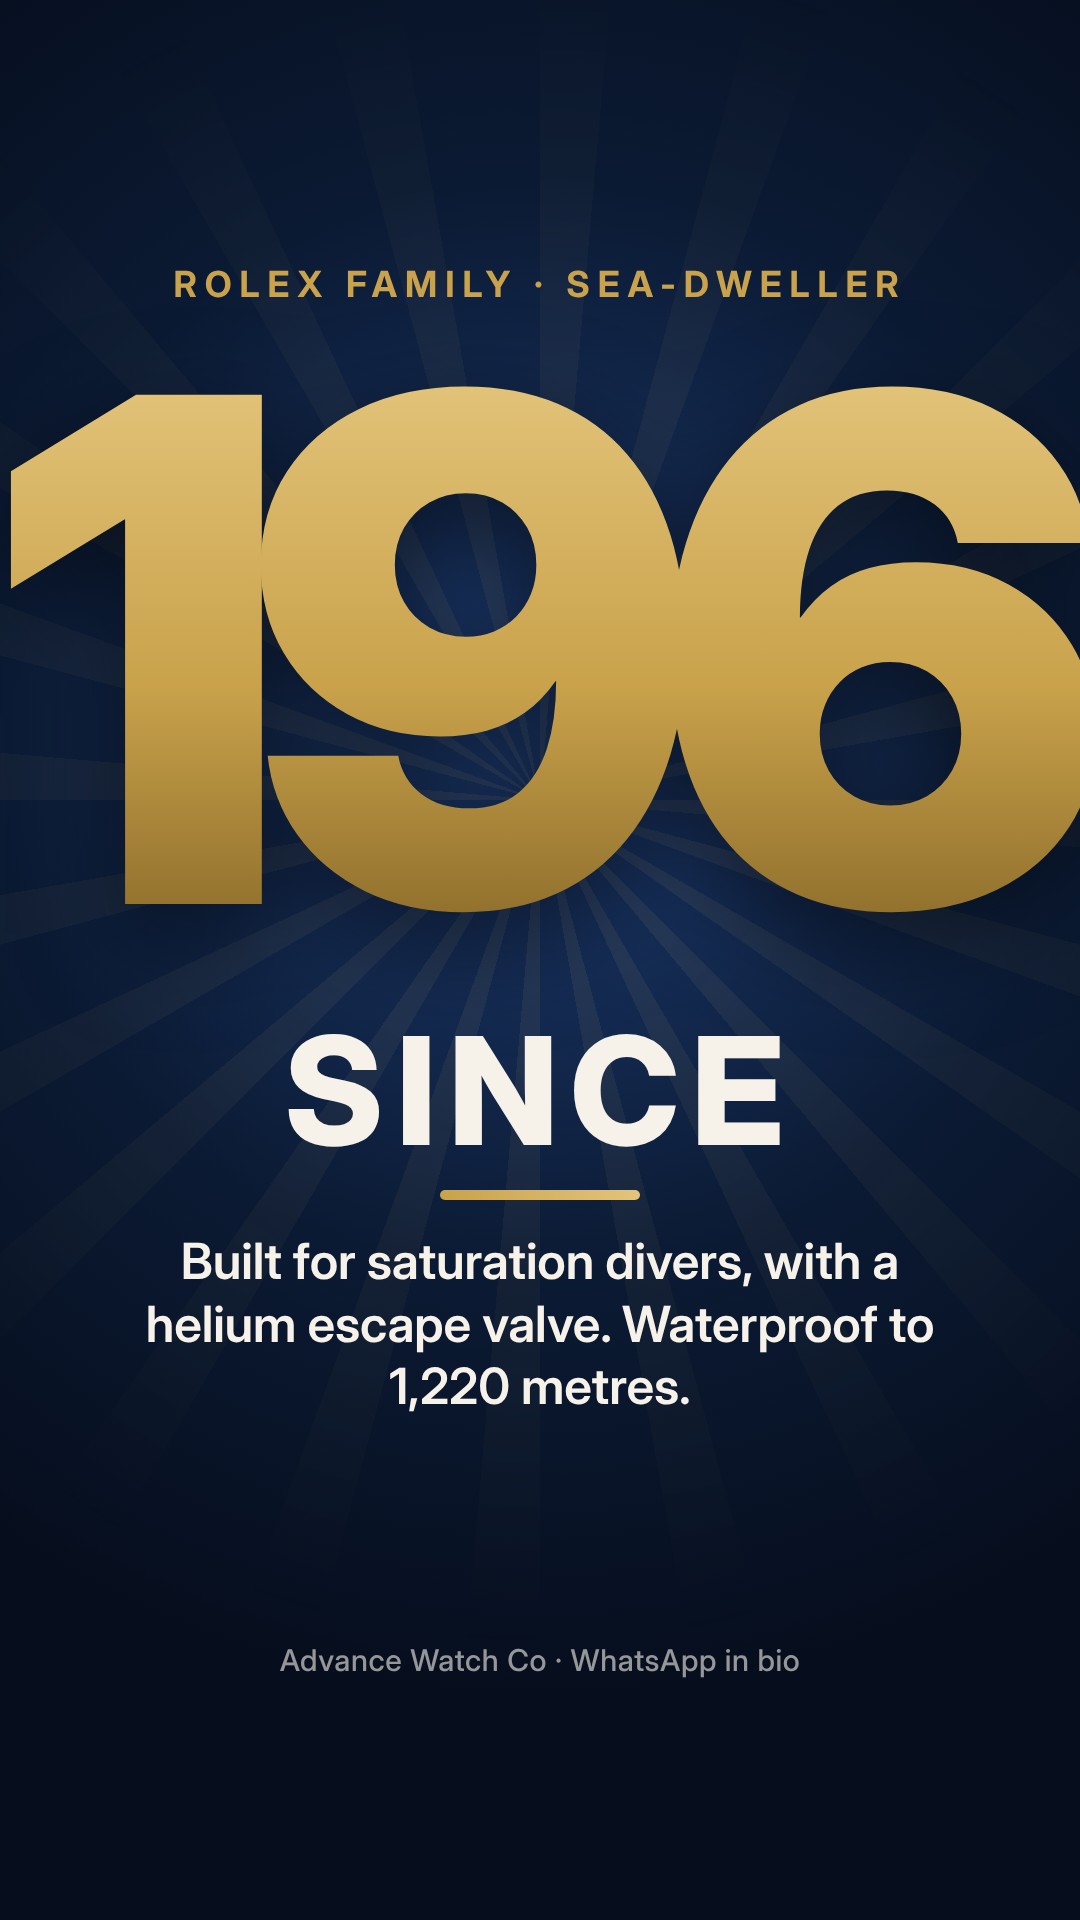 ROLEX FAMILY · SEA-DWELLER
196
SINCE
Built for saturation divers, with a
helium escape valve. Waterproof to
1,220 metres.
Advance Watch Co · WhatsApp in bio